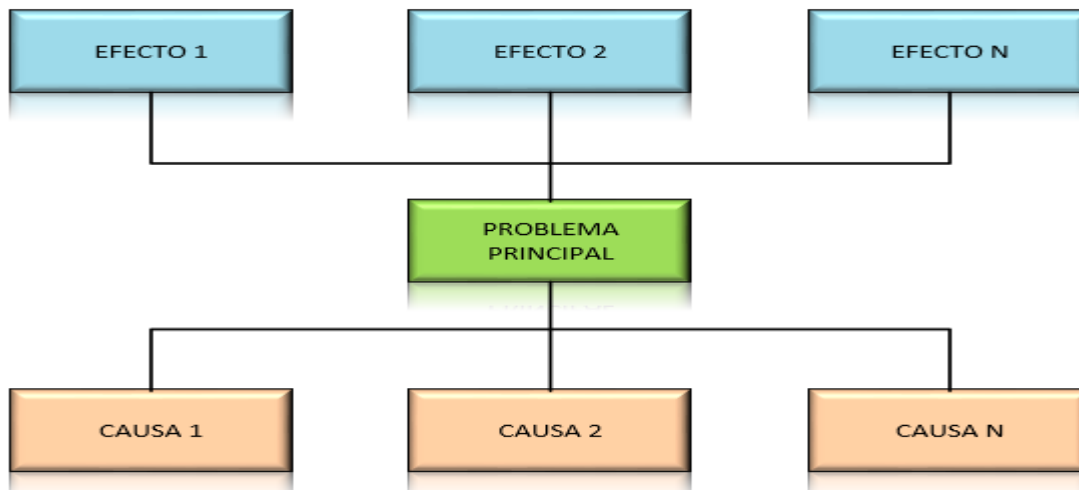 EFECTO 1
EFECTO 2
EFECTO N
PROBLEMA
PRINCIPAL
CAUSA 1
CAUSA 2
CAUSA N